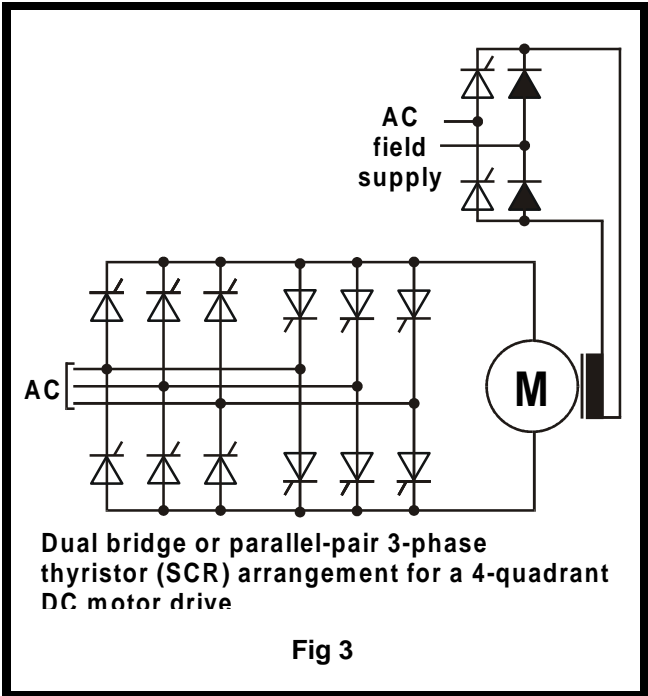 AC
field
supply
AC
M
Dual bridge or parallel-pair 3-phase
thyristor (SCR) arrangement for a 4-quadrant
DC motor drive
Fig 3